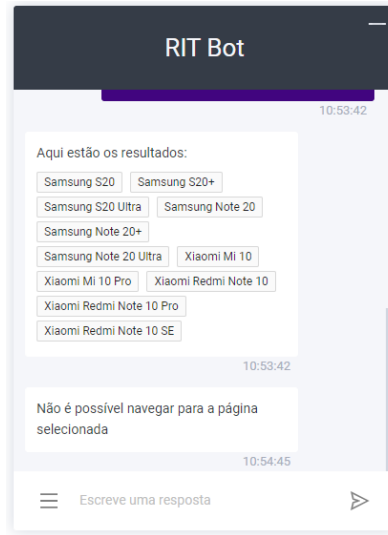 RIT Bot
10:53:42
Aqui estão os resultados:
Samsung S20 Samsung S20+
Samsung S20 Ultra Samsung Note 20
Samsung Note 20+
Samsung Note 20 Ultra Xiaomi Mi 10
Xiaomi Mi 10 Pro Xiaomi Redmi Note 10
Xiaomi Redmi Note 10 Pro
Xiaomi Redmi Note 10 SE
10:53:42
Não é possível navegar para a página
selecionada
10:54:45
Escreve uma resposta